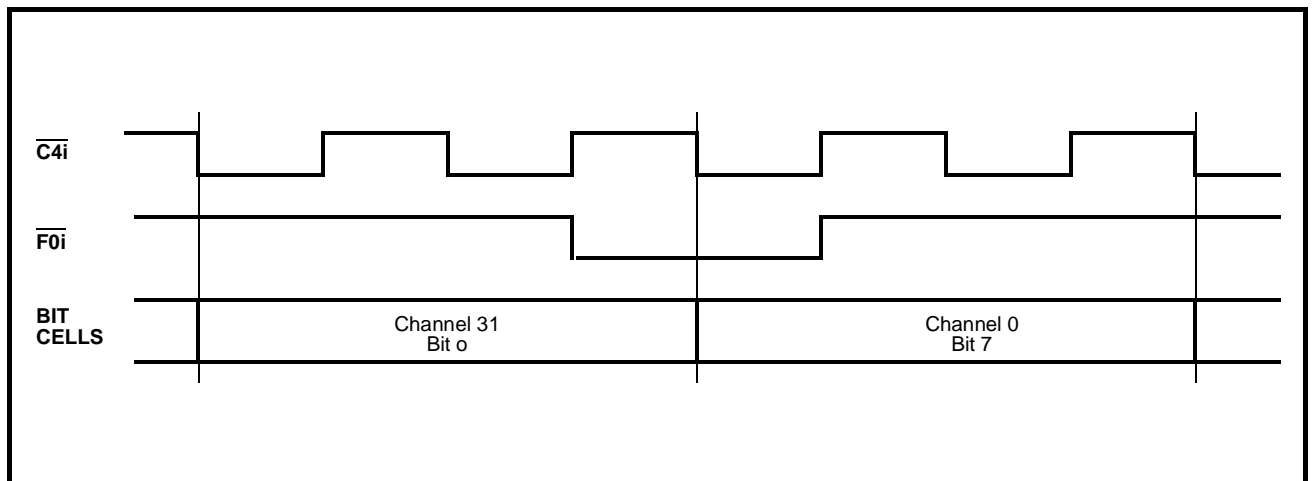 C4i
F0i
BIT
CELLS
Channel 31
Bit o
Channel 0
Bit 7